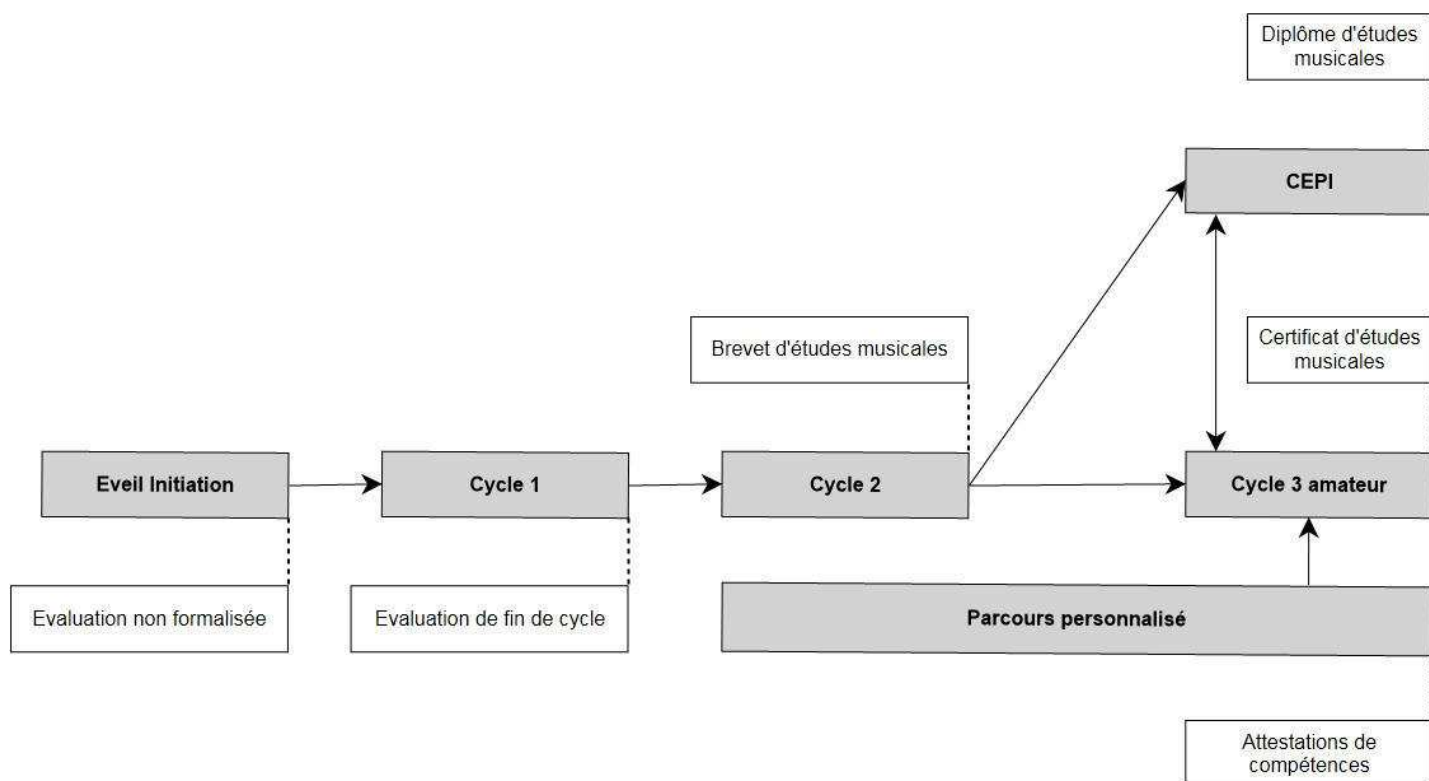 Diplôme d'études
musicales
CEPI
Brevet d'études musicales
Certificat d'études
musicales
Eveil Initiation
Cycle 1
Cycle 2
Cycle 3 amateur
Evaluation non formalisée
Evaluation de fin de cycle
Parcours personnalisé
Attestations de
compétences